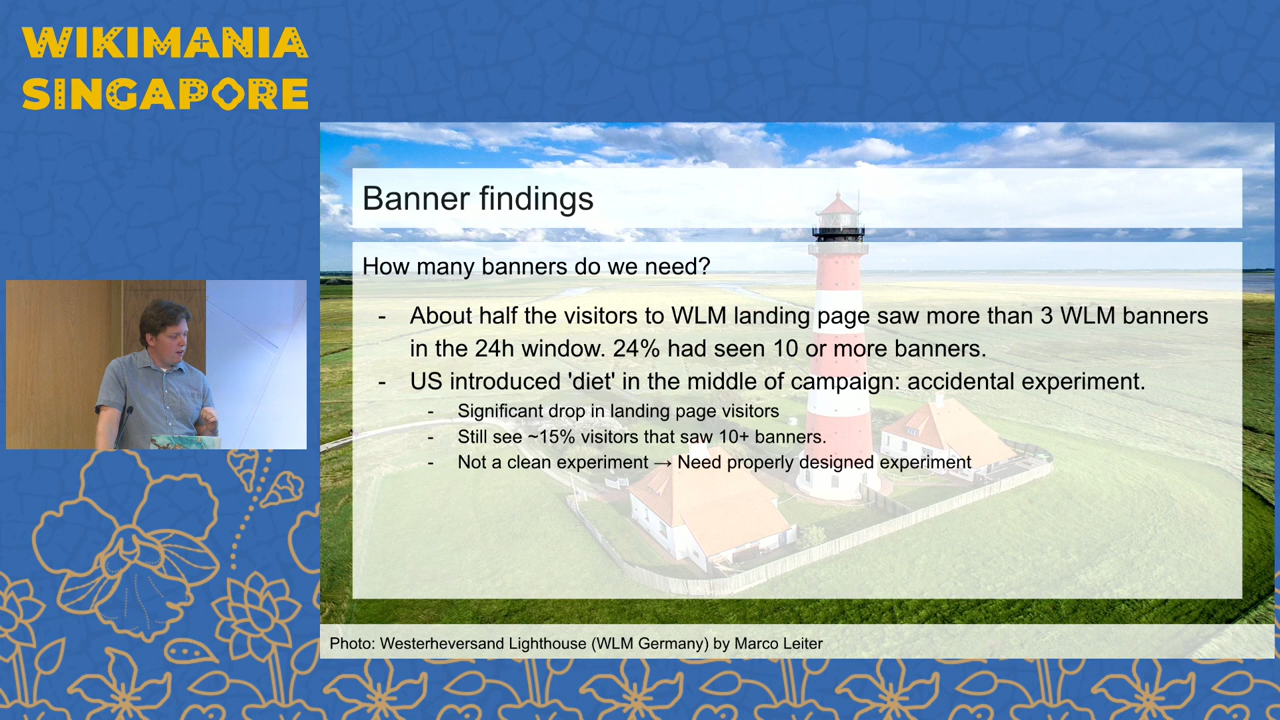 WIKIMANIA
SINGAPORE
Banner findings
How many banners do we need?
- About half the visitors to WLM landing page saw more than 3 WLM banners
in the 24h window. 24% had seen 10 or more banners.
- US introduced 'diet' in the middle of campaign: accidental experiment.
- Significant drop in landing page visitors
- Still see ~15% visitors that saw 10+ banners.
- Not a clean experiment → Need properly designed experiment
Photo: Westerheversand Lighthouse (WLM Germany) by Marco Leiter